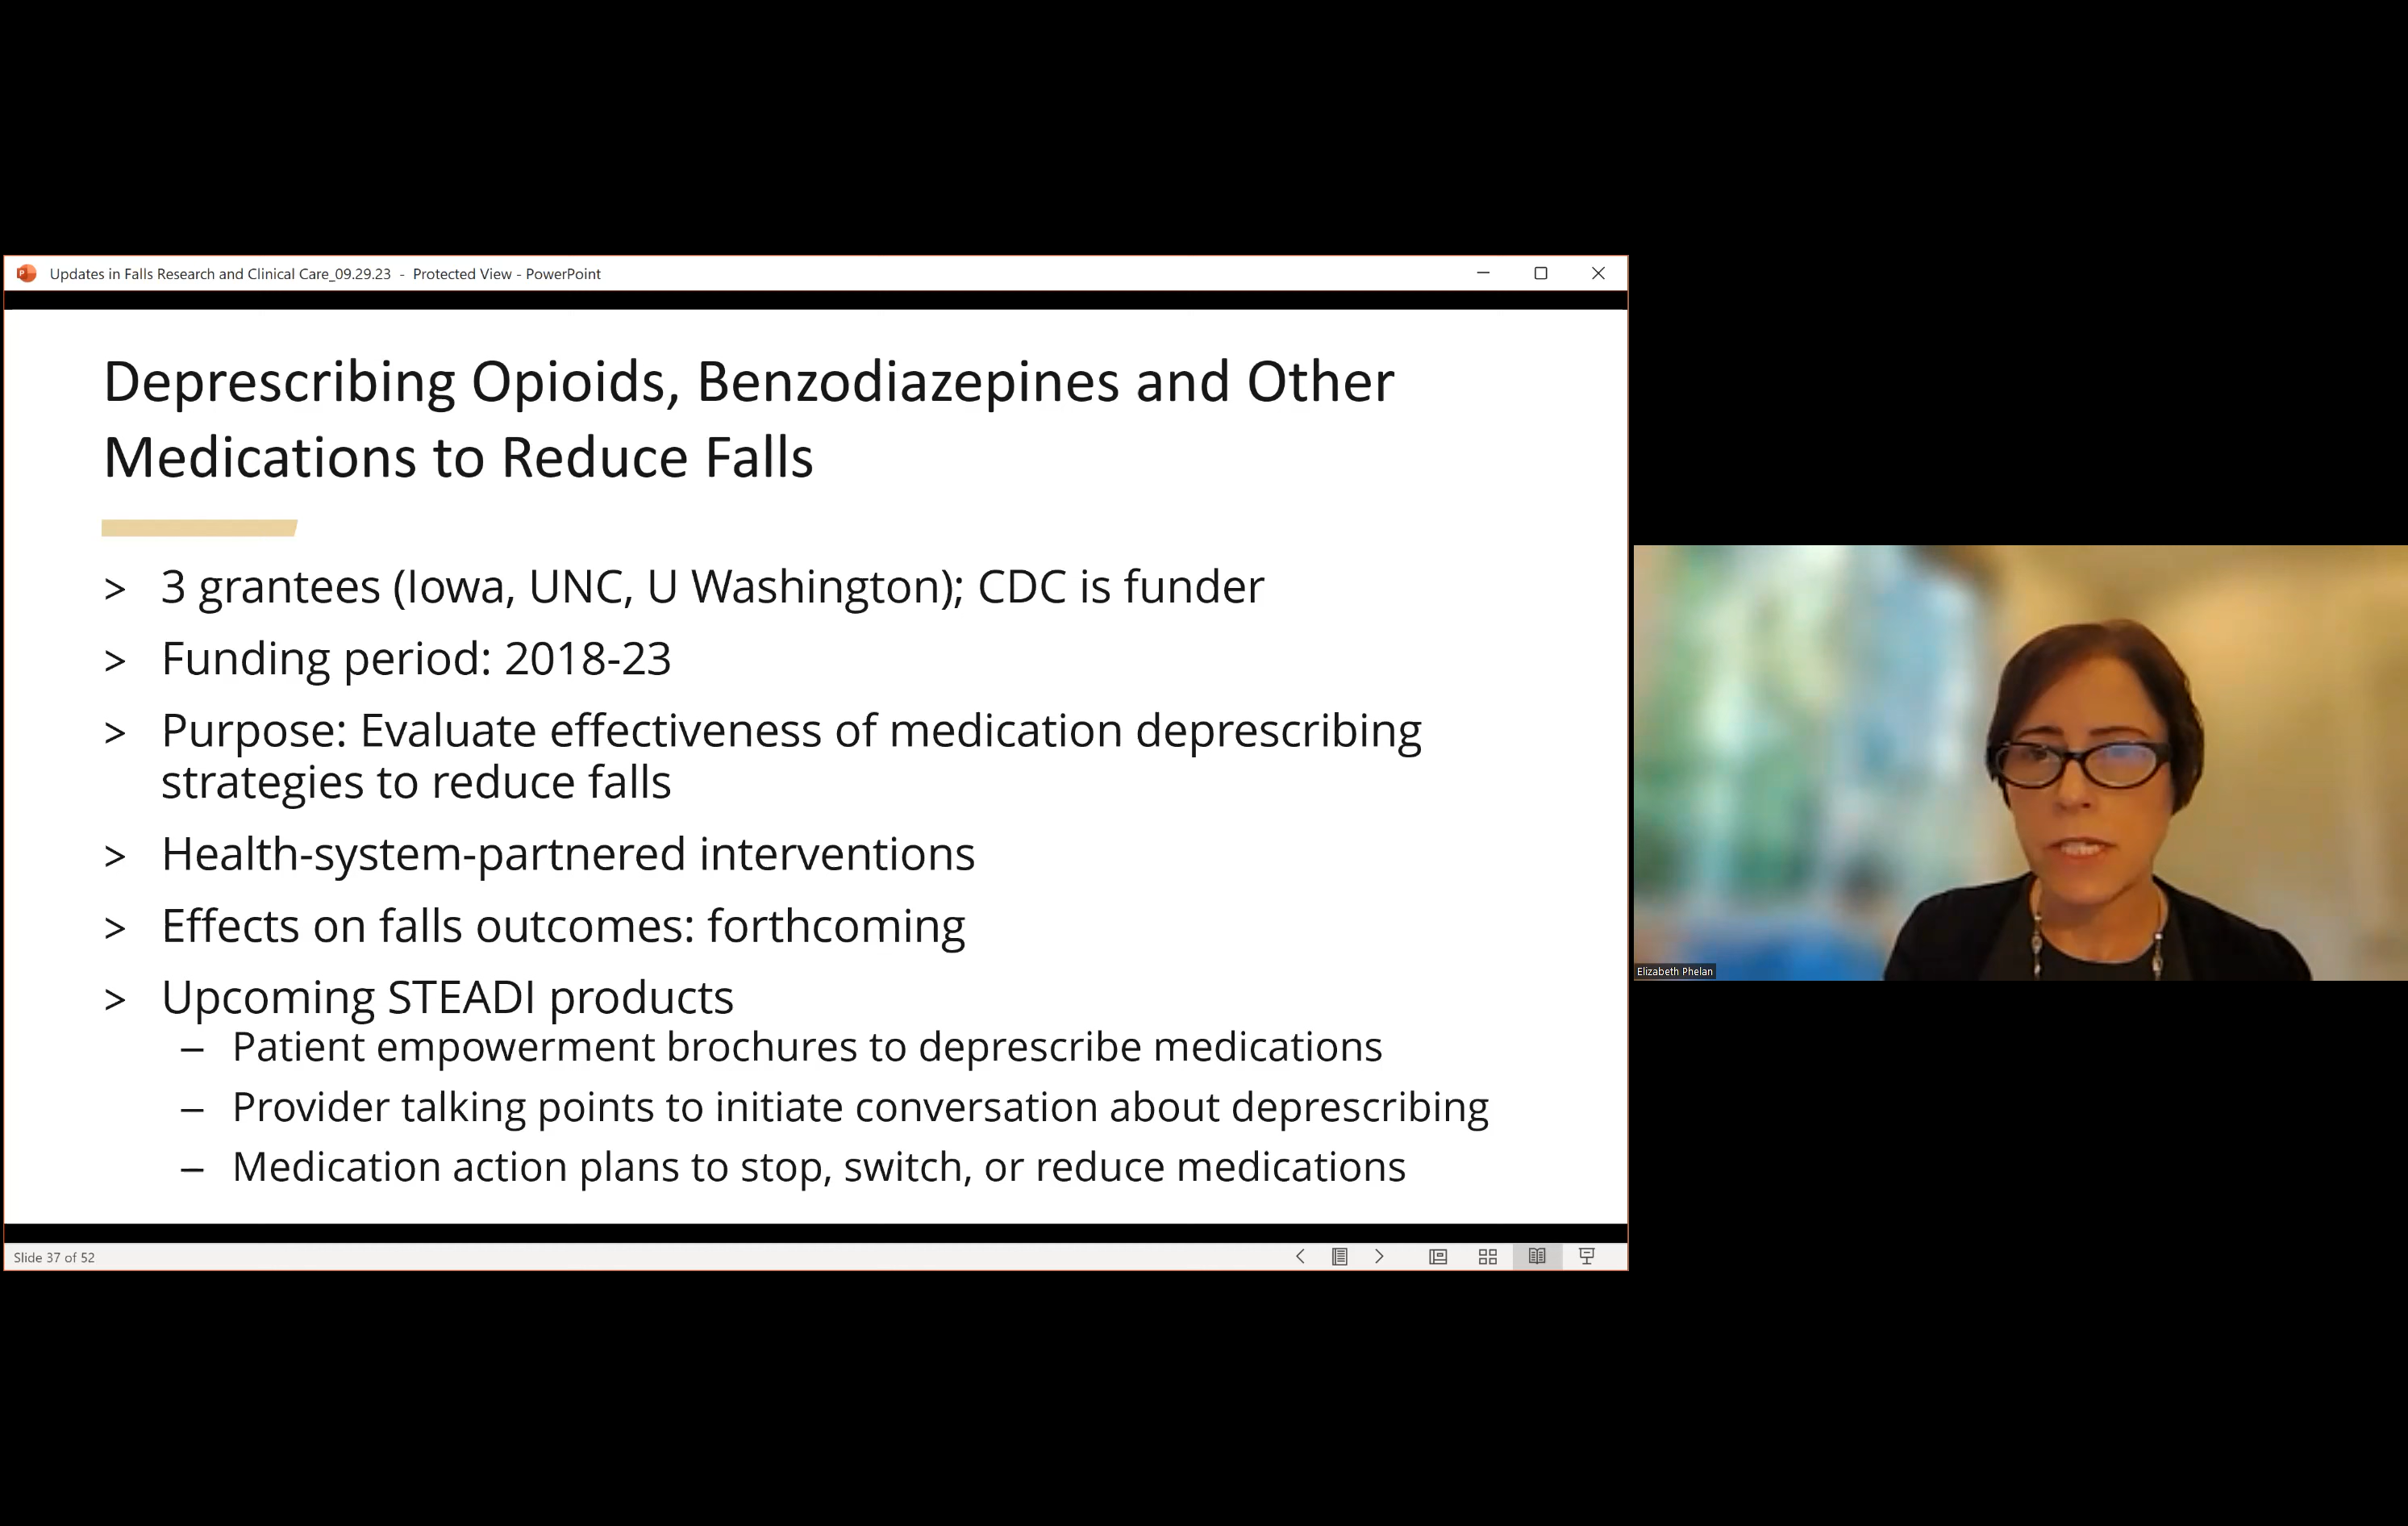 Updates in Falls Research and Clinical Care_09.29.23 - Protected View - PowerPoint
Deprescribing Opioids, Benzodiazepines and Other
Medications to Reduce Falls
> 3 grantees (Iowa, UNC, U Washington); CDC is funder
> Funding period: 2018-23
> Purpose: Evaluate effectiveness of medication deprescribing
strategies to reduce falls
> Health-system-partnered interventions
> Effects on falls outcomes: forthcoming
> Upcoming STEADI products
– Patient empowerment brochures to deprescribe medications
– Provider talking points to initiate conversation about deprescribing
– Medication action plans to stop, switch, or reduce medications
Slide 37 of 52
Elizabeth Phelan